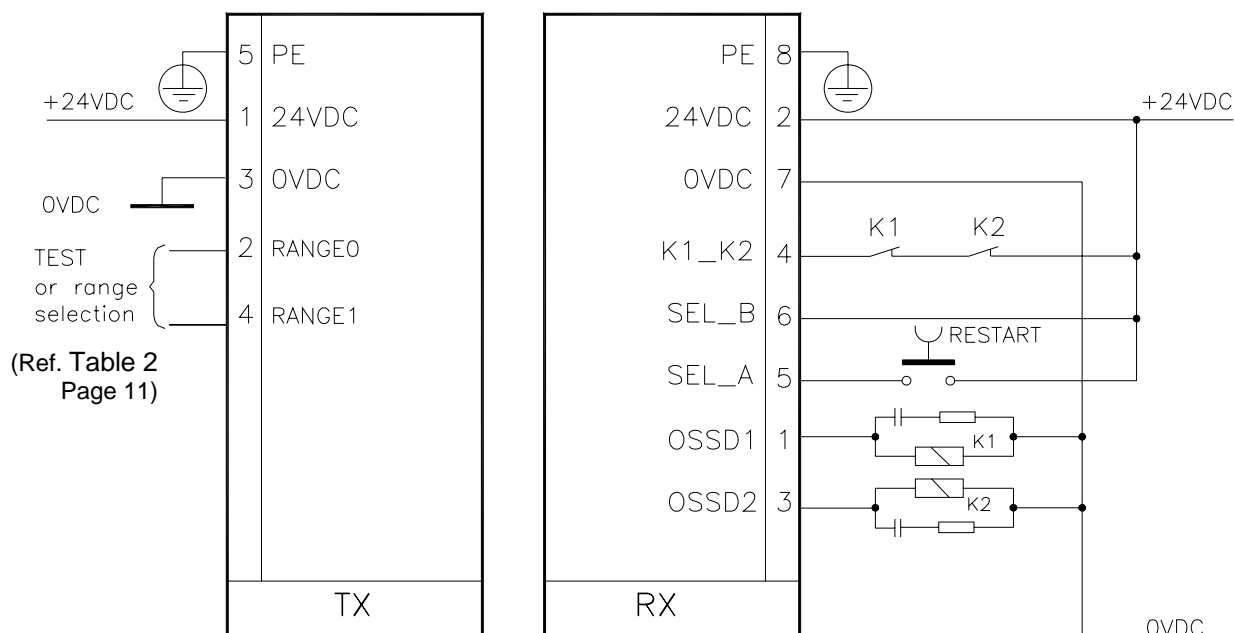 5 PE
+24VDC
1 24VDC
3 0VDC
0VDC
2 RANGE0
TEST
or range
selection
4 RANGE1
(Ref. Table 2
Page 11)
TX
PE 8
24VDC 2
+24VDC
0VDC 7
K1 K2
K1_K2 4
SEL_B 6
RESTART
SEL_A 5
OSSD1 1
K1
OSSD2 3
K2
RX
0VDC